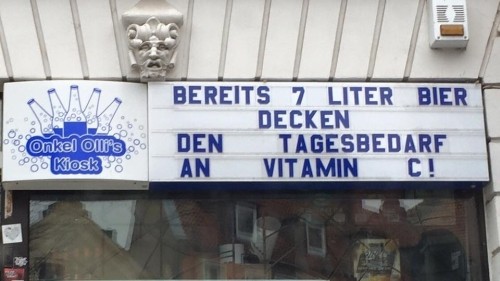 Onkel Olli's
Kiosk
BEREITS 7 LITER BIER
DECKEN
DEN TAGESBEDARF
AN VITAMIN C!